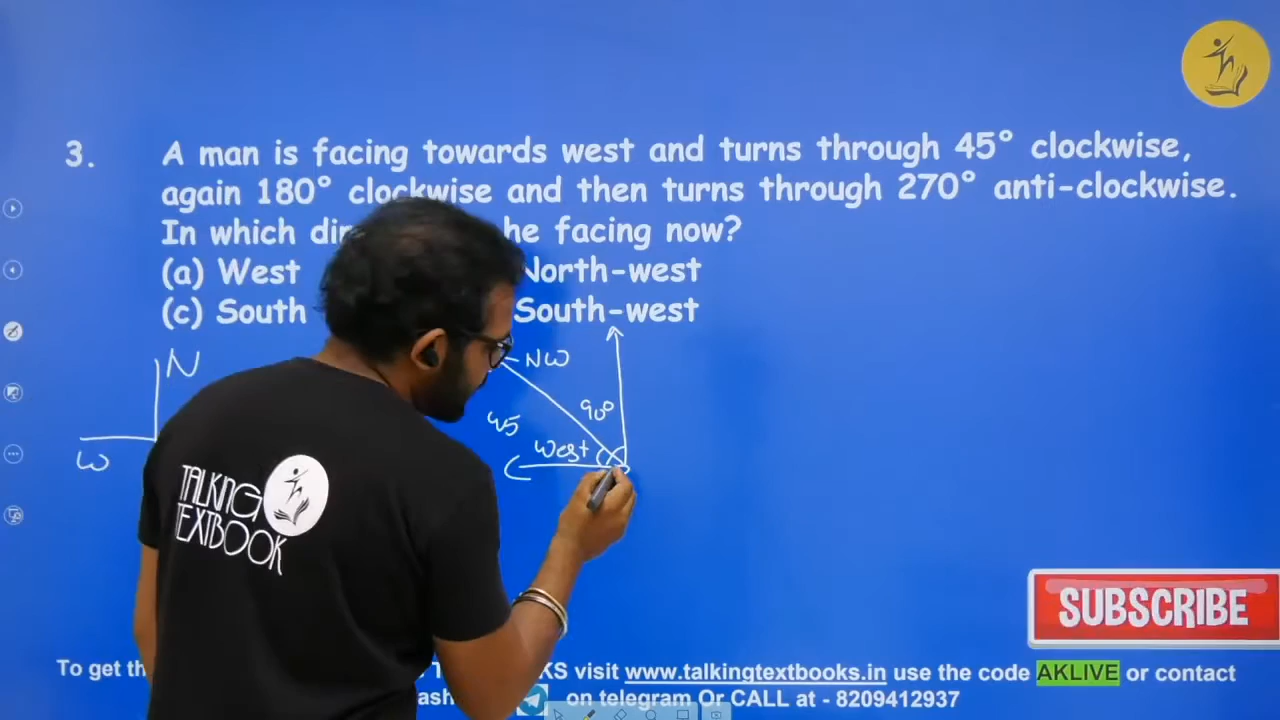 3. A man is facing towards west and turns through 45° clockwise,
again 180° clockwise and then turns through 270° anti-clockwise.
In which he facing now?
(a) West North-west
(c) South South-west
N
W
NW
90°
45
West
TALKING
TEXTBOOK
SUBSCRIBE
To get KS visit www.talkingtextbooks.in use the code AKLIVE or contact
on telegram Or CALL at - 8209412937